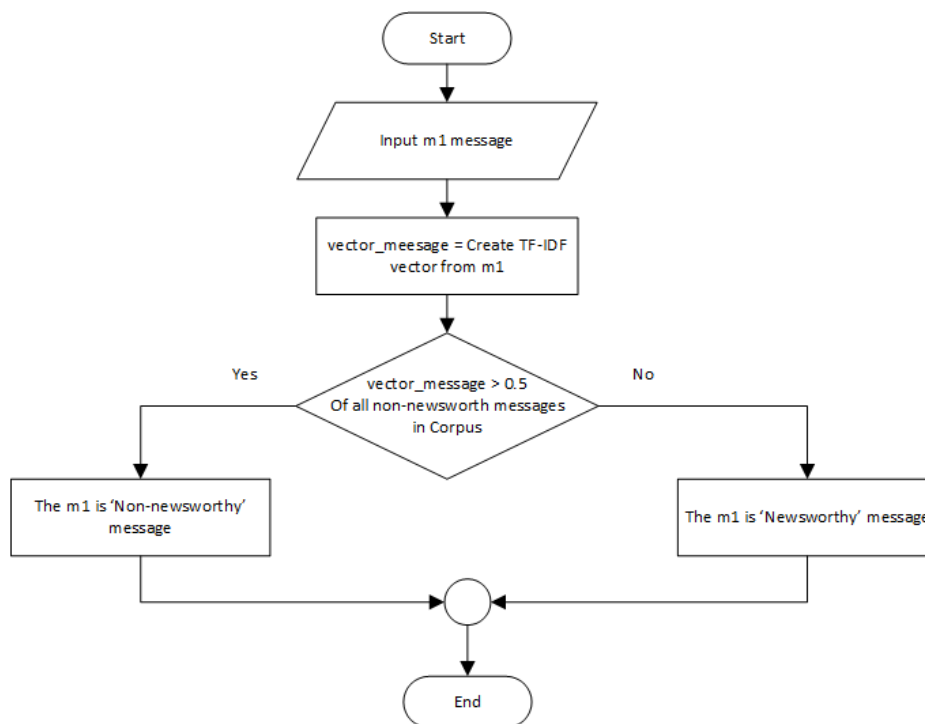 Start
Input m1 message
vector_meesage = Create TF-IDF
vector from m1
Yes
No
vector_message > 0.5
Of all non-newsworth messages
in Corpus
The m1 is ‘Non-newsworthy’
message
The m1 is ‘Newsworthy’ message
End